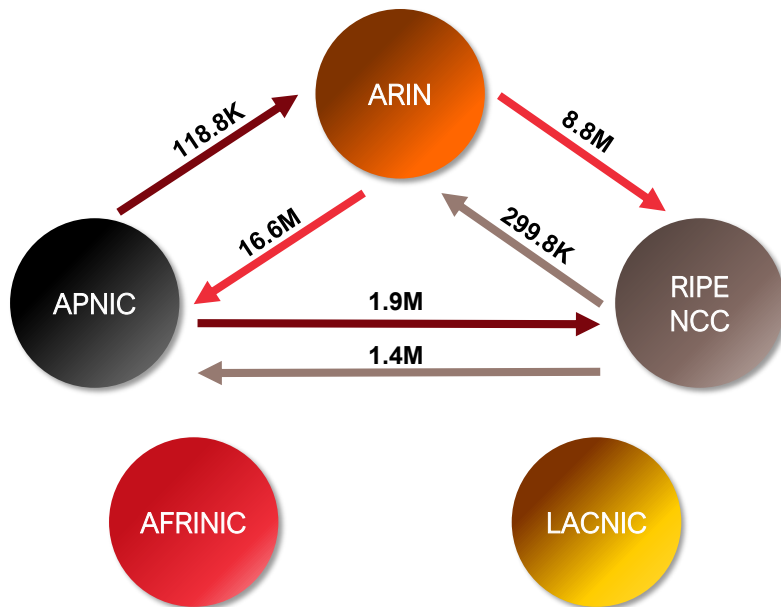 ARIN
118.8K
8.8M
16.6M
299.8K
APNIC
1.9M
RIPE
NCC
1.4M
AFRINIC
LACNIC